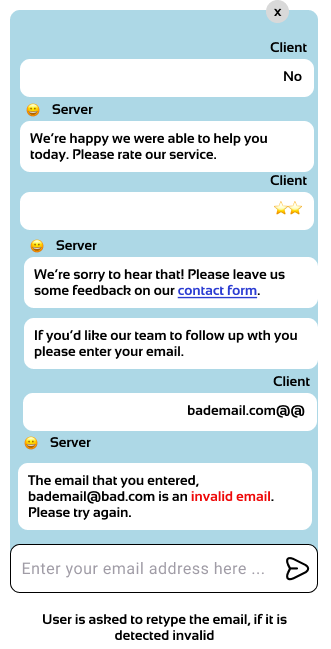 x
Client
No
Server
We’re happy we were able to help you
today. Please rate our service.
Client
Server
We’re sorry to hear that! Please leave us
some feedback on our contact form.
If you’d like our team to follow up wth you
please enter your email.
Client
bademail.com@@
Server
The email that you entered,
bademail@bad.com is an invalid email.
Please try again.
Enter your email address here ...
User is asked to retype the email, if it is
detected invalid